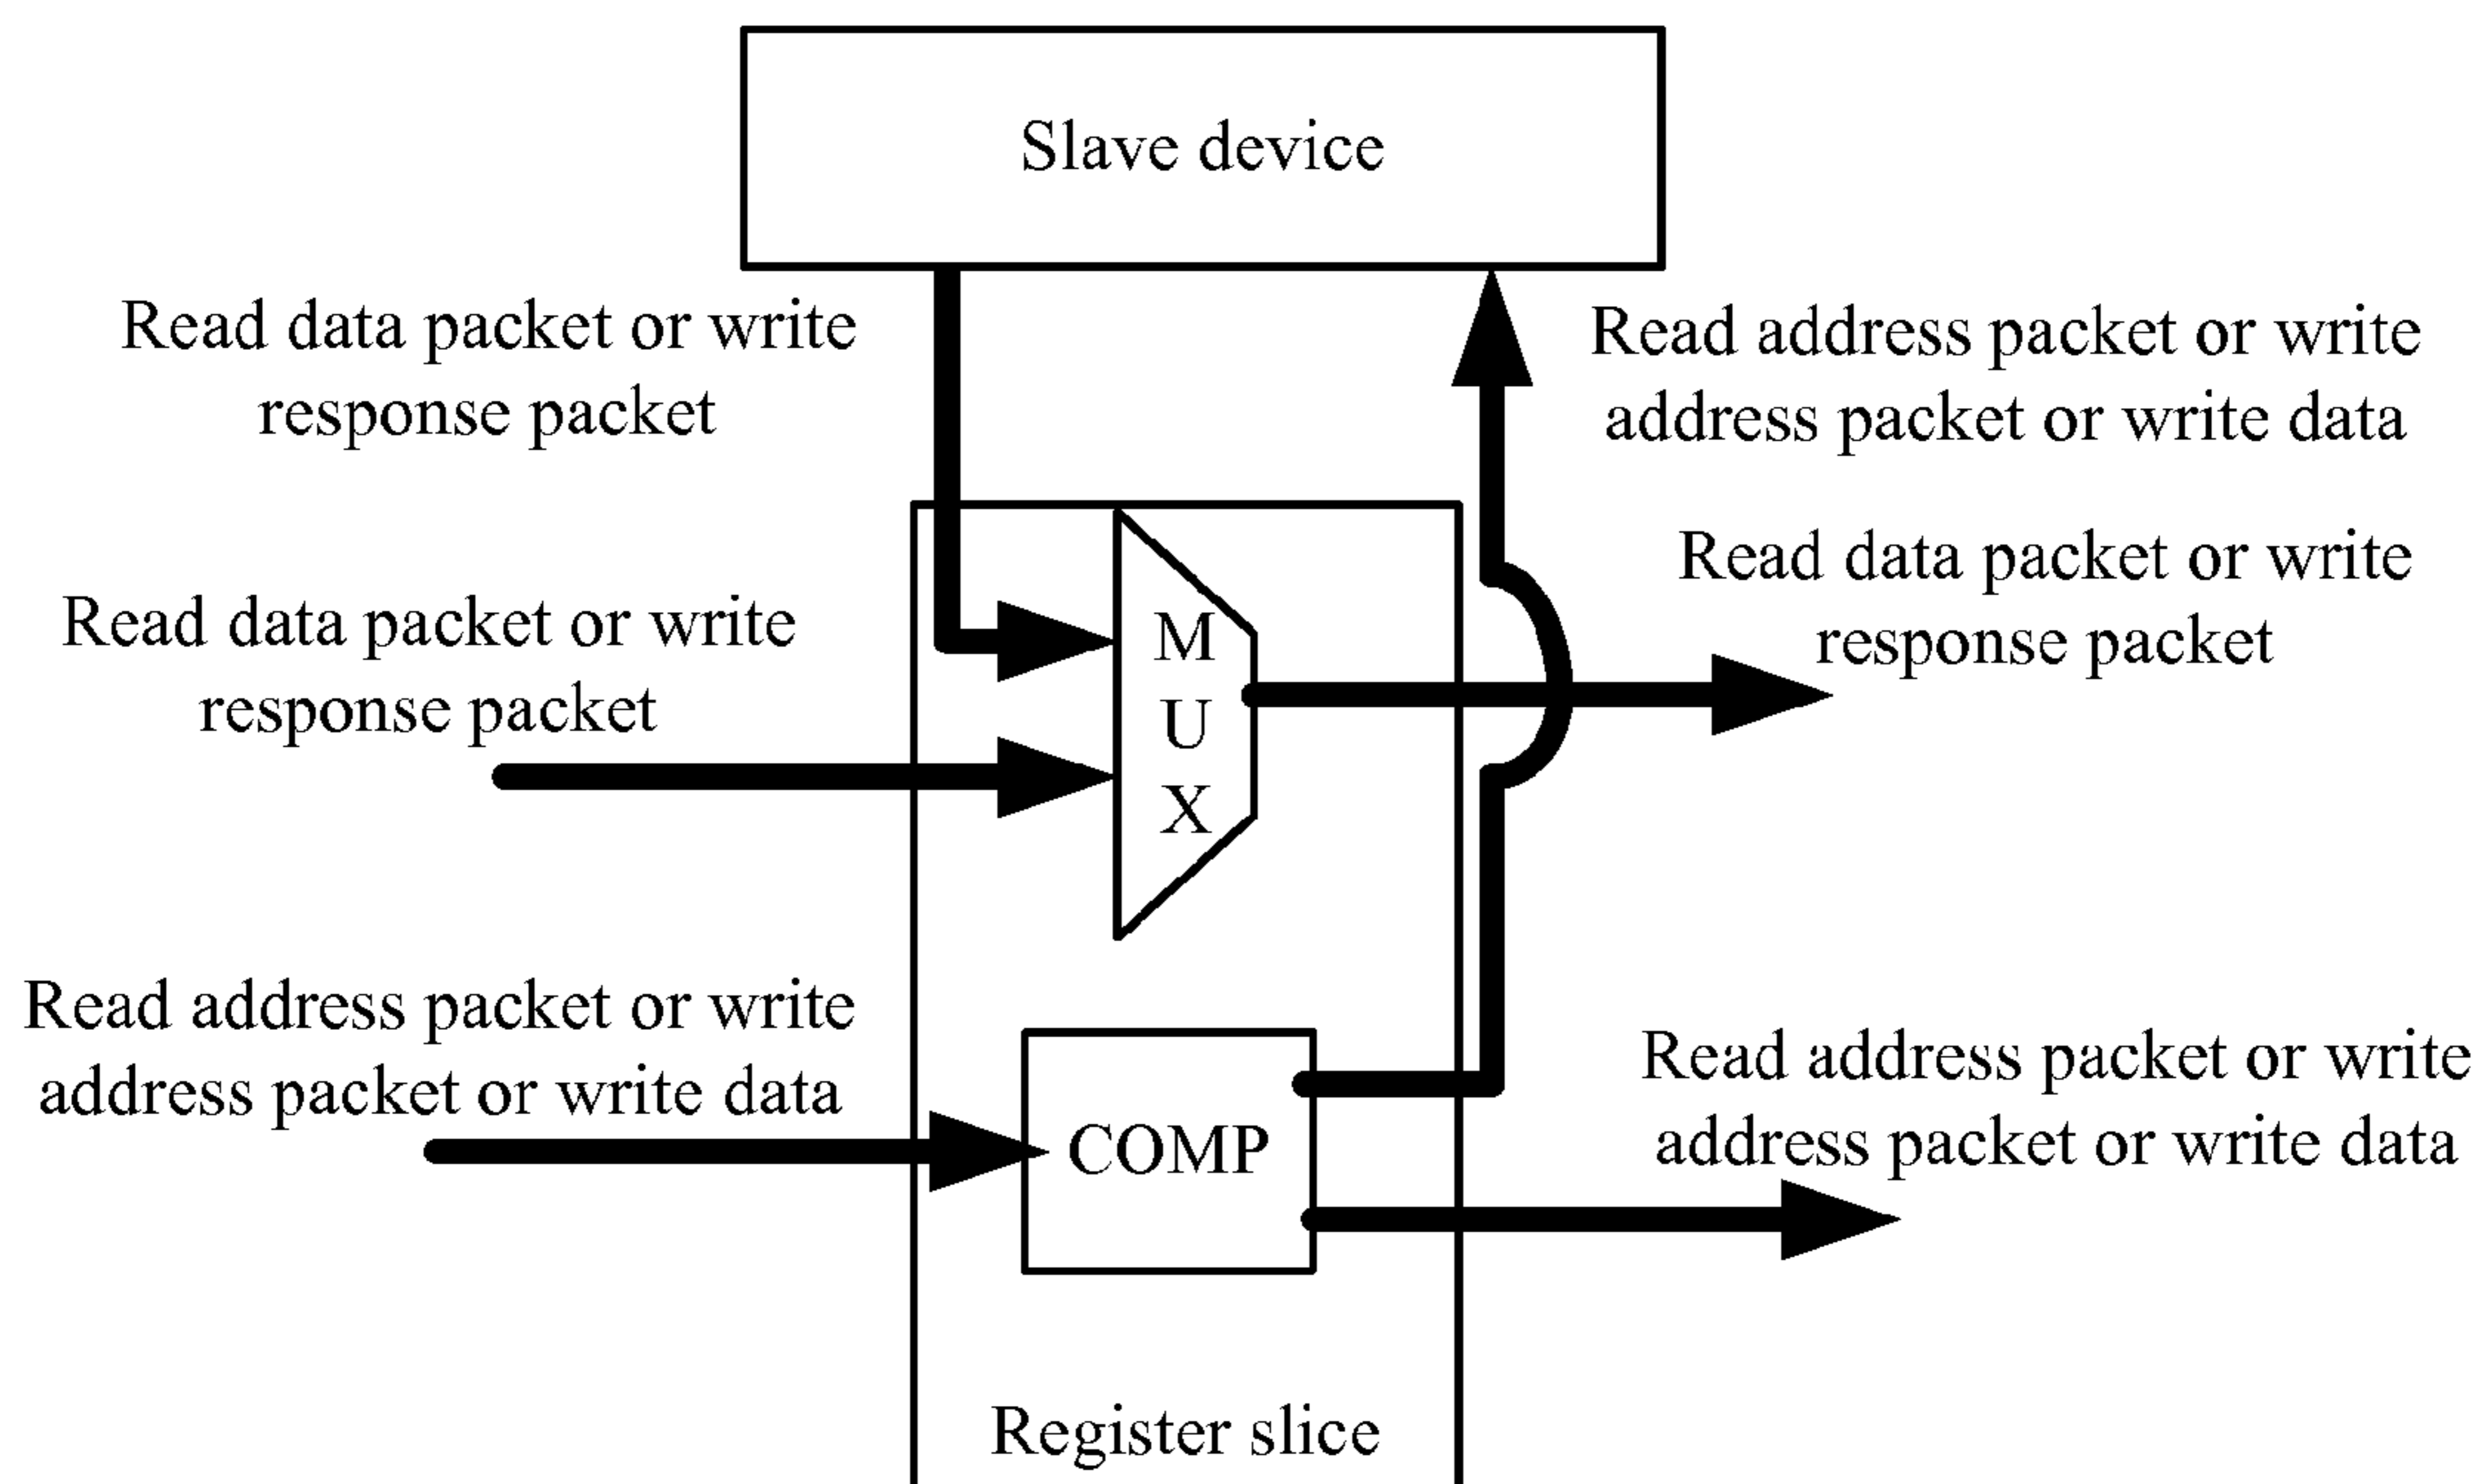 Slave device
Read data packet or write
response packet
Read address packet or write
address packet or write data
Read data packet or write
response packet
Read data packet or write
response packet
M
U
X
Read address packet or write
address packet or write data
Read address packet or write
address packet or write data
COMP
Register slice